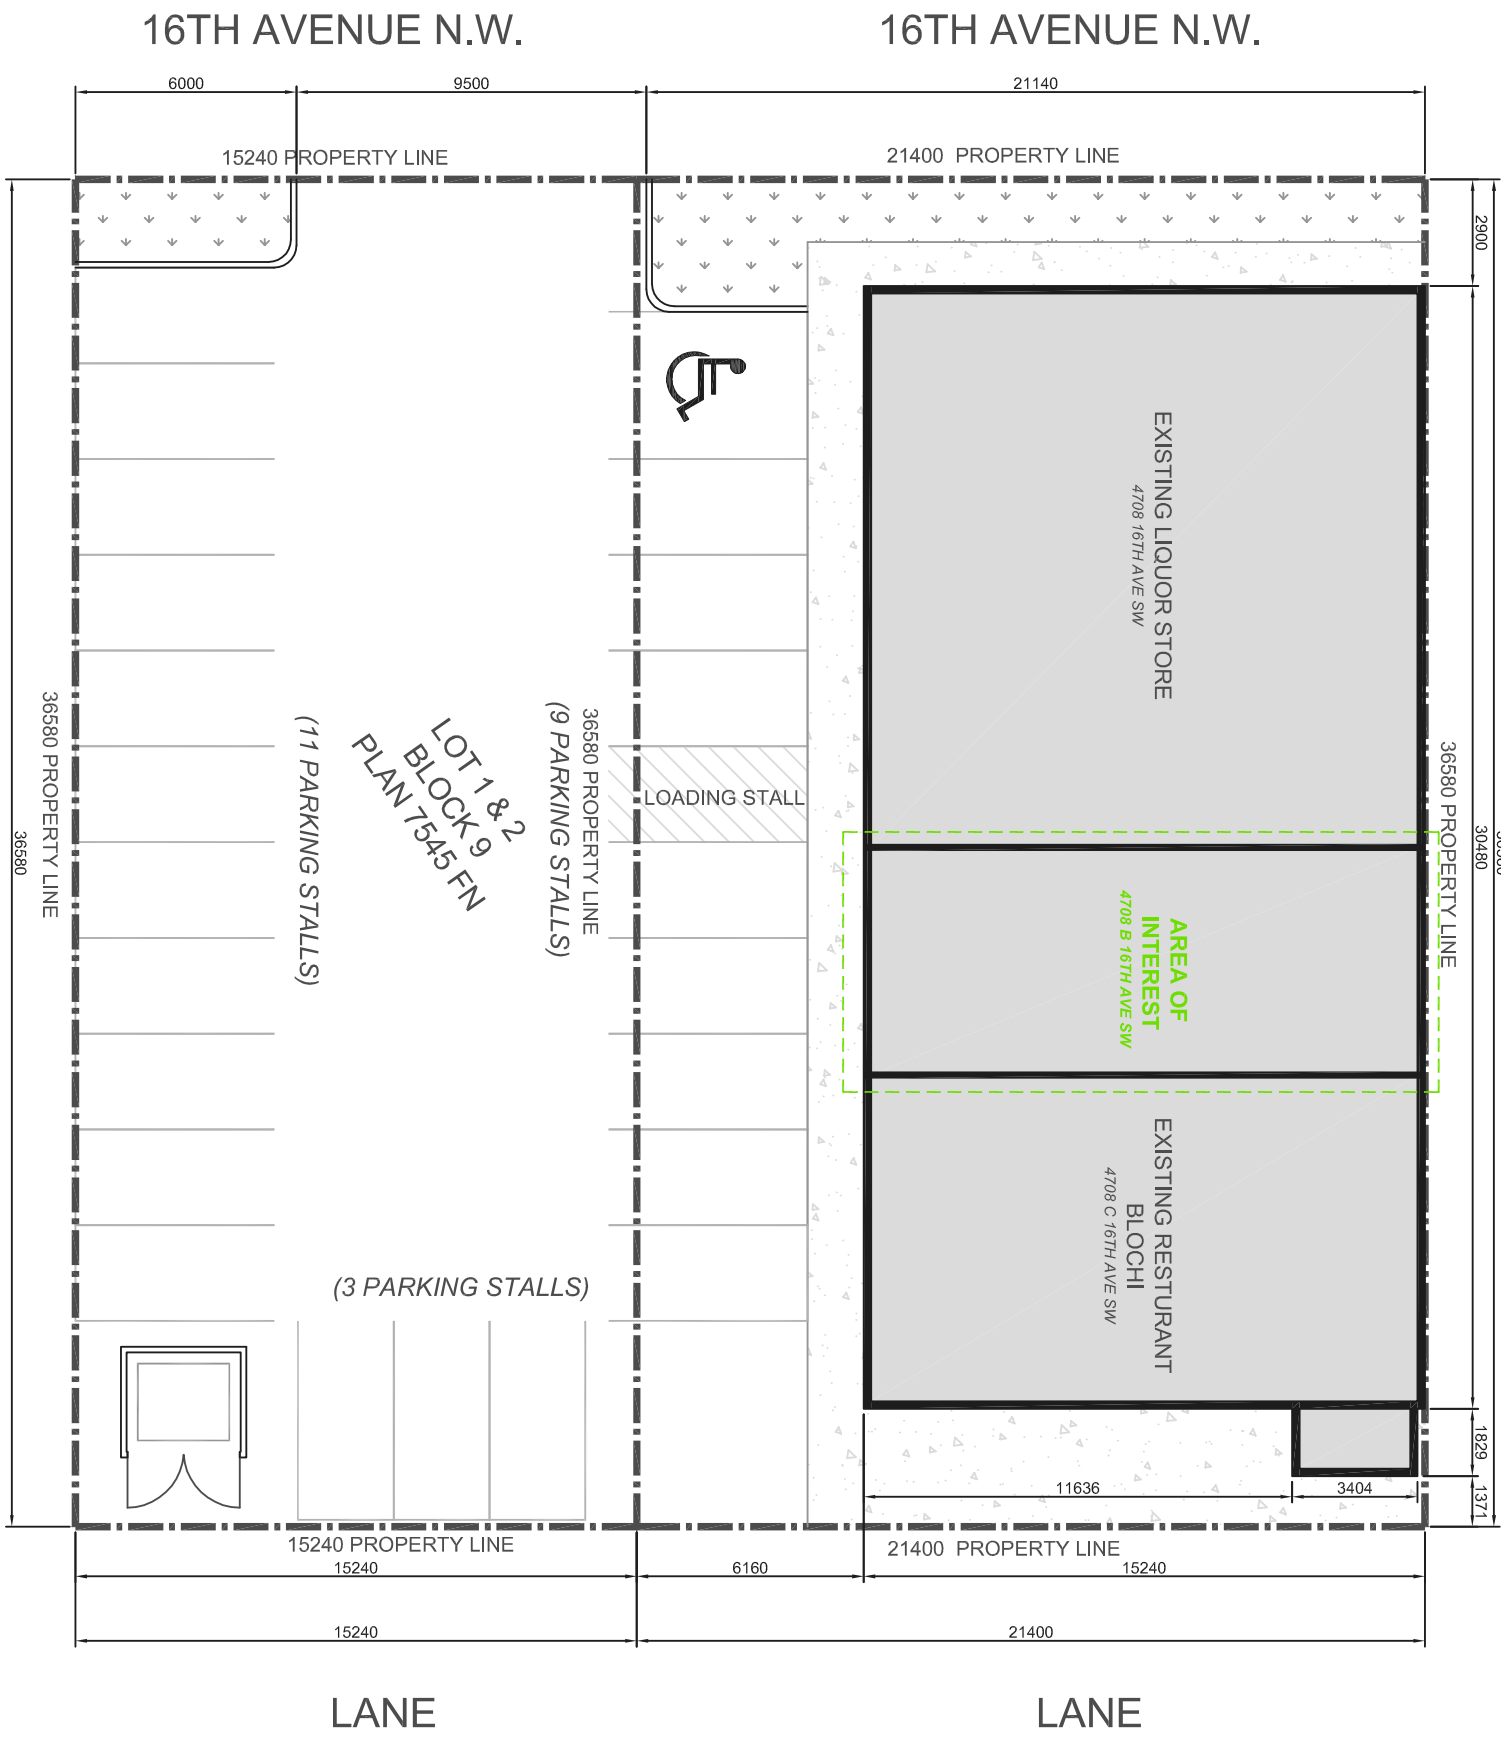 16TH AVENUE N.W.
16TH AVENUE N.W.
6000
9500
21140
15240 PROPERTY LINE
21400 PROPERTY LINE
2900
EXISTING LIQUOR STORE
4708 16TH AVE SW
36580 PROPERTY LINE
36580
(11 PARKING STALLS)
LOT 1 & 2
BLOCK 9
PLAN 7545 FN
(9 PARKING STALLS)
36580 PROPERTY LINE
LOADING STALL
36580 PROPERTY LINE
30480
AREA OF
INTEREST
4708 B 16TH AVE SW
EXISTING RESTURANT
BLOCHI
4708 C 16TH AVE SW
(3 PARKING STALLS)
1829
1371
11636
3404
15240 PROPERTY LINE
21400 PROPERTY LINE
15240
6160
15240
15240
21400
LANE
LANE